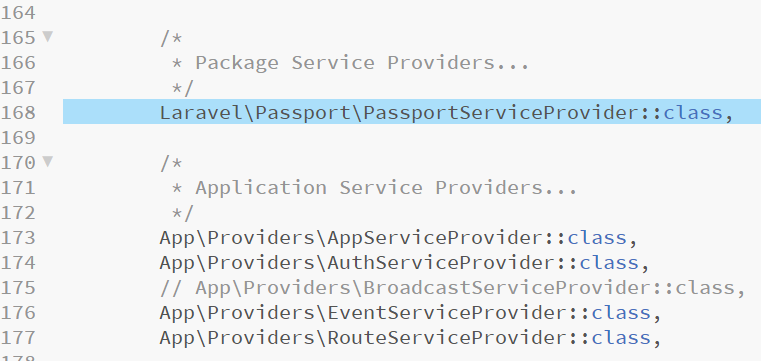 164
165 /*
166 * Package Service Providers...
167 */
168 Laravel\Passport\PassportServiceProvider::class,
169
170 /*
171 * Application Service Providers...
172 */
173 App\Providers\AppServiceProvider::class,
174 App\Providers\AuthServiceProvider::class,
175 // App\Providers\BroadcastServiceProvider::class,
176 App\Providers\EventServiceProvider::class,
177 App\Providers\RouteServiceProvider::class,